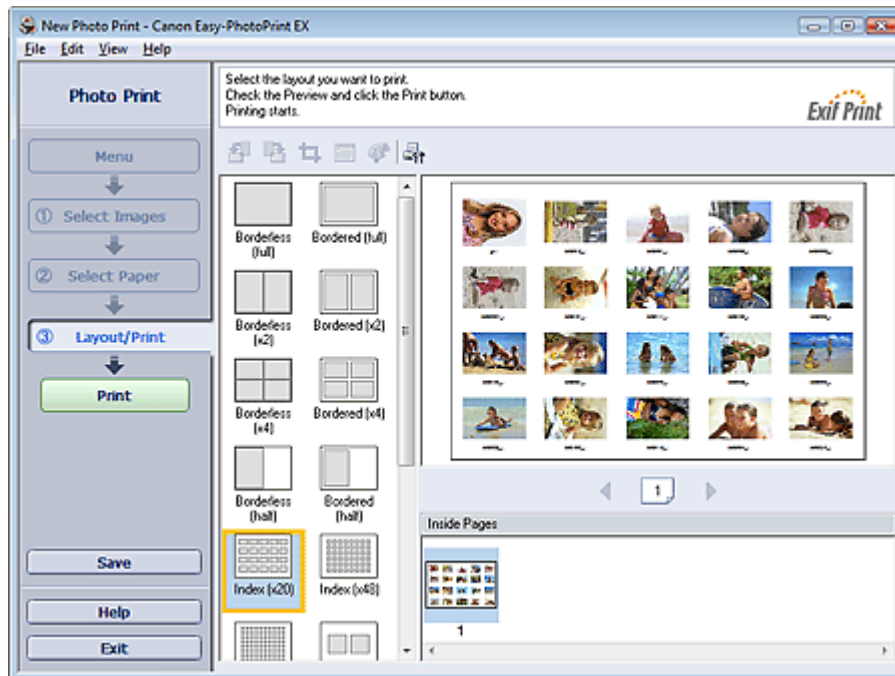 New Photo Print - Canon Easy-PhotoPrint EX
File Edit View Help
Photo Print
Select the layout you want to print.
Check the Preview and click the Print button.
Printing starts.
Exif Print
Menu
① Select Images
② Select Paper
③ Layout/Print
Print
Save
Help
Exit
Borderless
(full)
Bordered (full)
Borderless
(x2)
Bordered (x2)
Borderless
(x4)
Bordered (x4)
Borderless
(half)
Bordered
(half)
Index (x20)
Index (x48)
1
Inside Pages
1